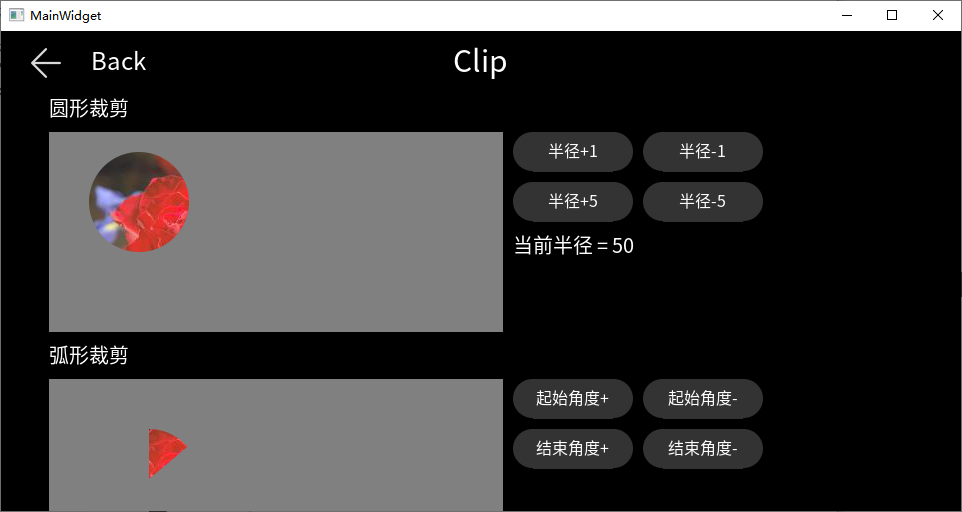 MainWidget
Back
Clip
圆形裁剪
半径+1
半径-1
半径+5
半径-5
当前半径 = 50
弧形裁剪
起始角度+
起始角度-
结束角度+
结束角度-